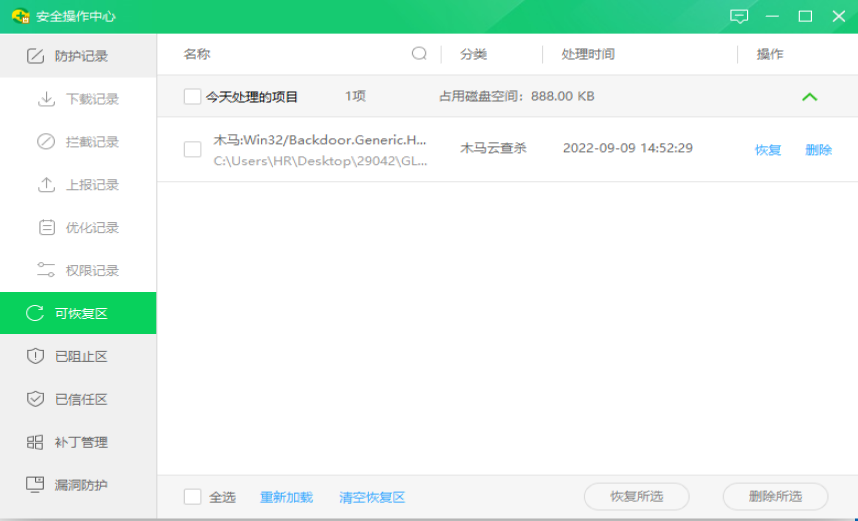 安全操作中心
防护记录
下载记录
拦截记录
上报记录
优化记录
权限记录
可恢复区
已阻止区
已信任区
补丁管理
漏洞防护
名称 分类 处理时间 操作
今天处理的项目 1项 占用磁盘空间：888.00 KB
木马:Win32/Backdoor.Generic.H... 木马云查杀 2022-09-09 14:52:29 恢复 删除
C:\Users\HR\Desktop\29042\GL...
全选 重新加载 清空恢复区 恢复所选 删除所选